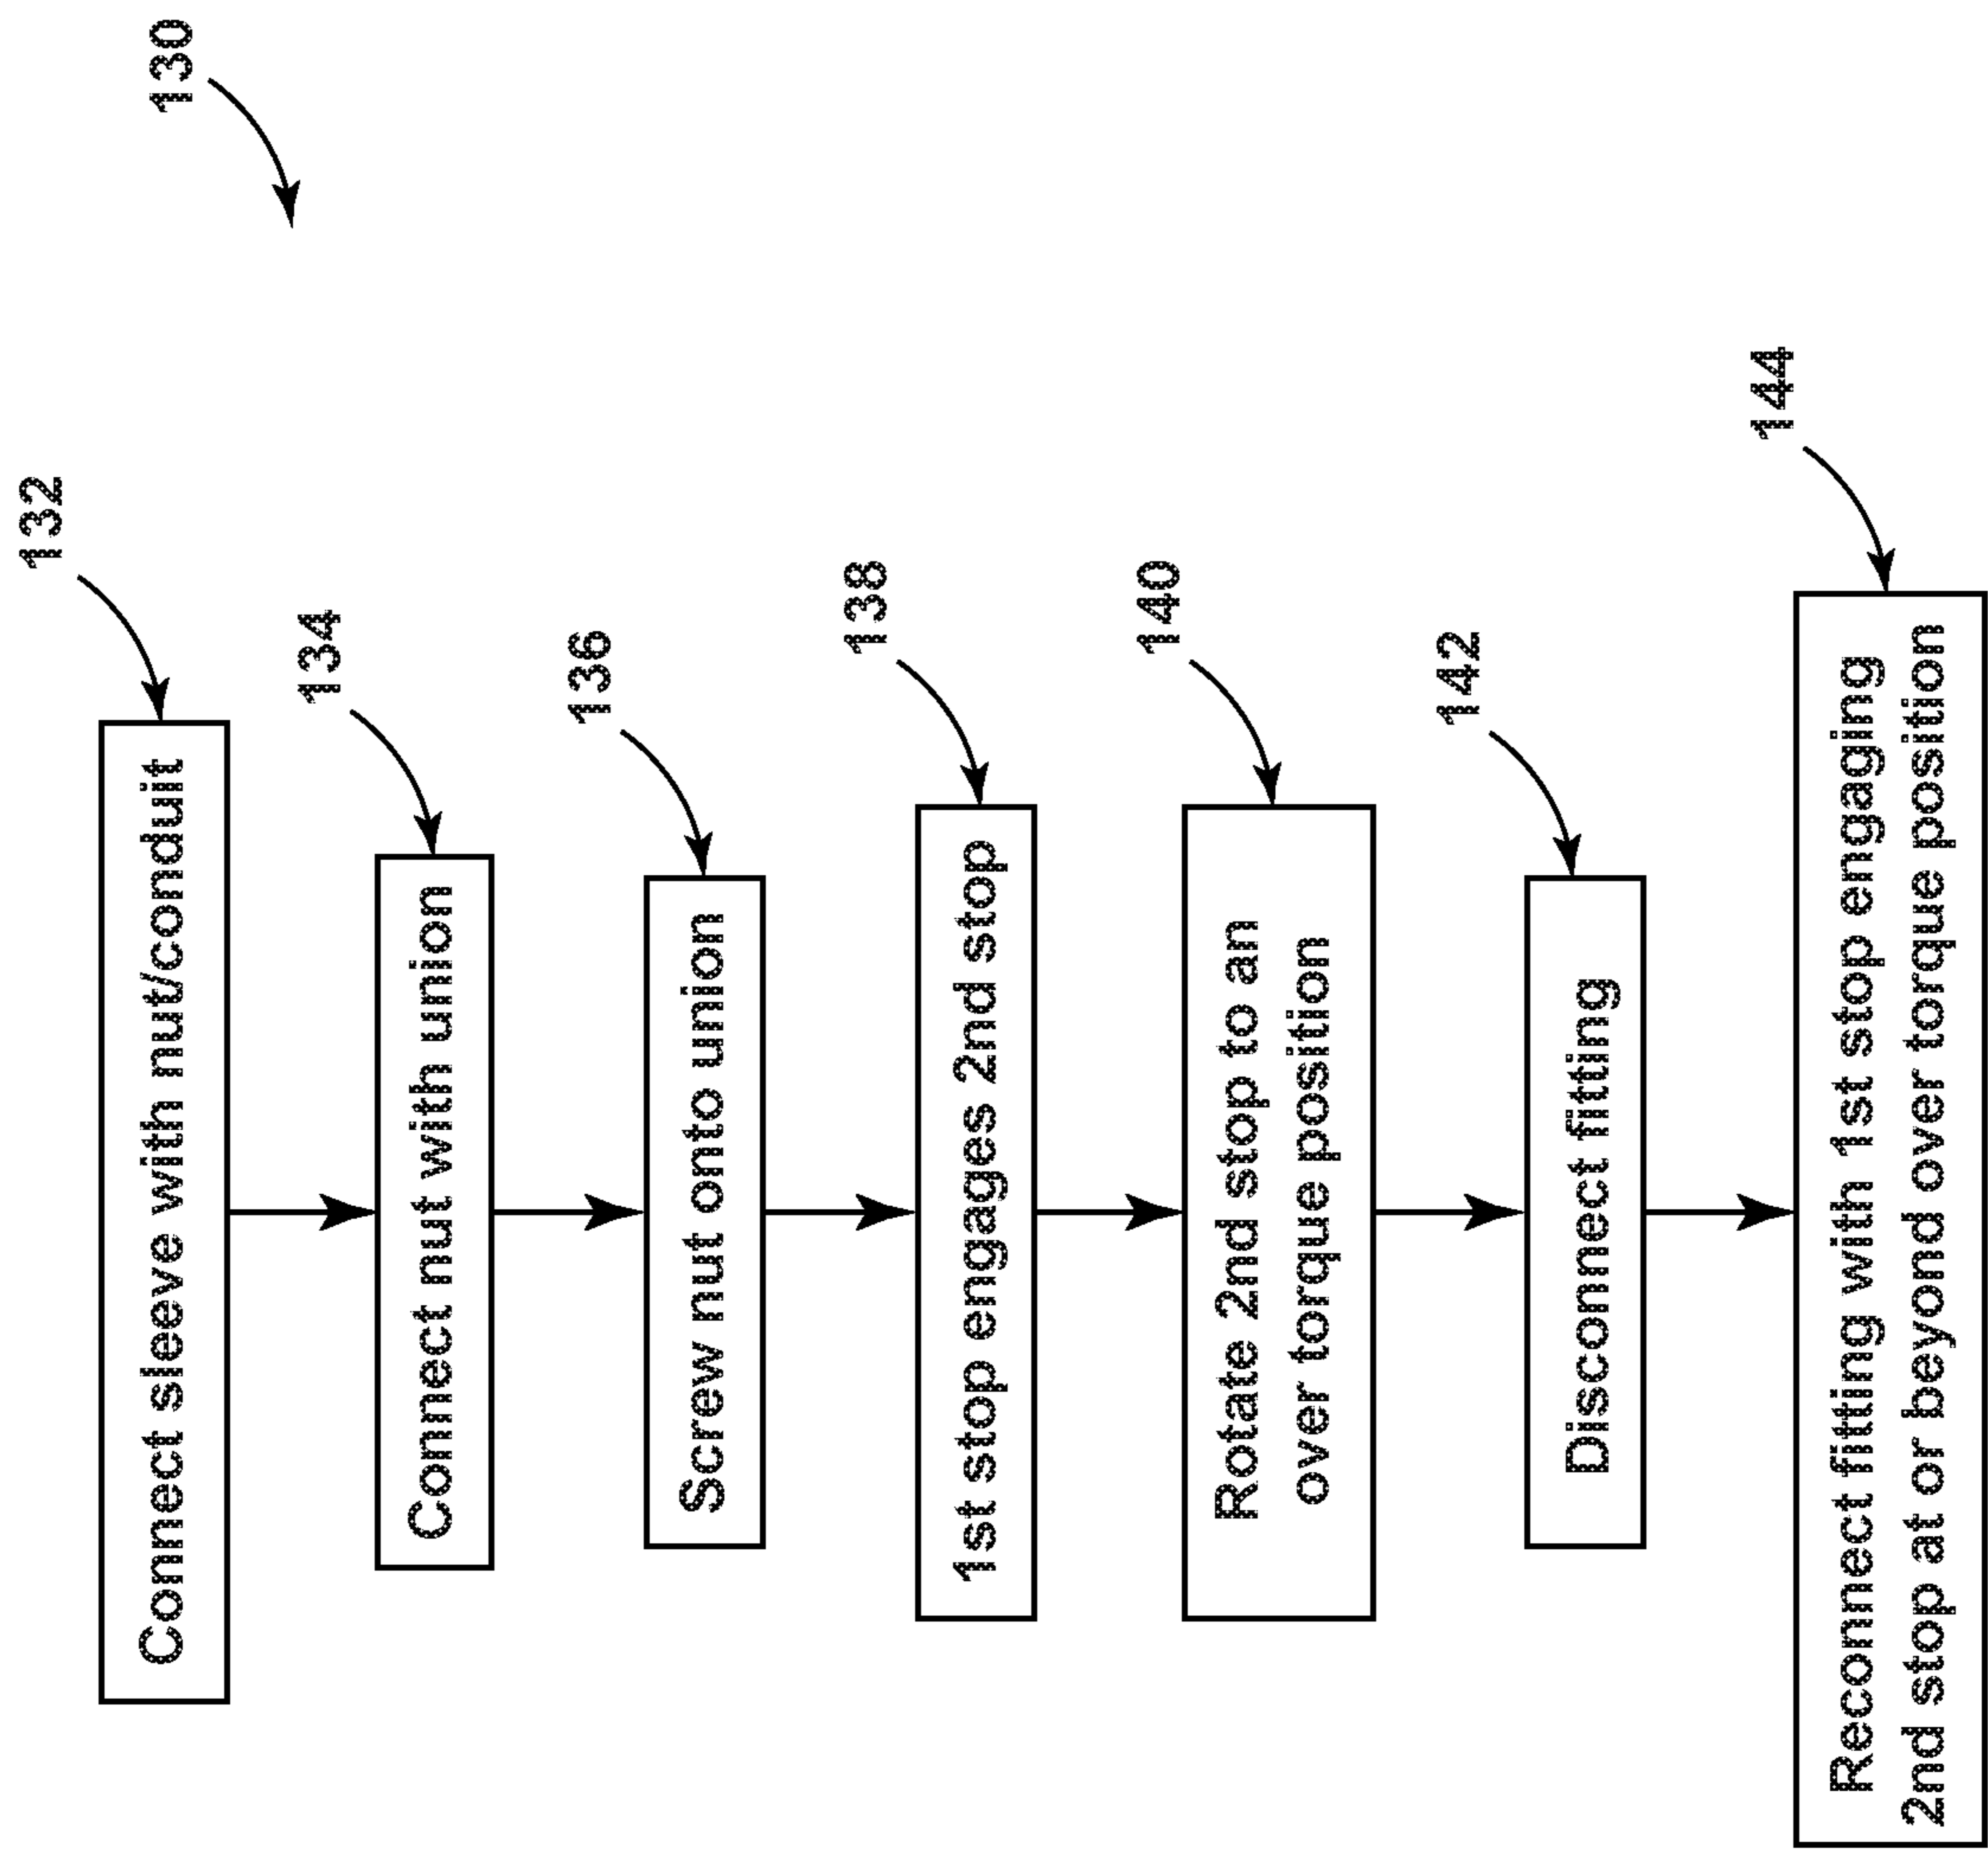 130
132
Connect sleeve with nut/conduit
134
Connect nut with union
136
Screw nut onto union
138
1st stop engages 2nd stop
140
Rotate 2nd stop to an
over torque position
142
Disconnect fitting
144
Reconnect fitting with 1st stop engaging
2nd stop at or beyond over torque position